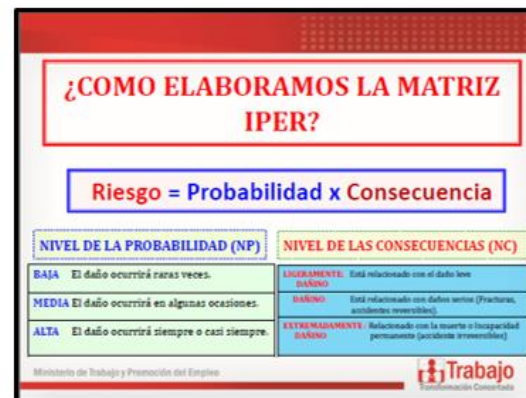 ¿COMO ELABORAMOS LA MATRIZ
IPER?
Riesgo = Probabilidad x Consecuencia
NIVEL DE LA PROBABILIDAD (NP)
BAJA El daño ocurrirá raras veces.
MEDIA El daño ocurrirá en algunas ocasiones.
ALTA El daño ocurrirá siempre o casi siempre.
NIVEL DE LAS CONSECUENCIAS (NC)
LIGERAMENTE: Está relacionado con el daño leve
DAÑINO
DAÑINO Está relacionado con daños serios (Fracturas,
accidentes reversibles).
EXTREMADAMENTE: Relacionado con la muerte o incapacidad
DAÑINO permanente (accidente irreversibles)
Ministerio de Trabajo y Promoción del Empleo
Trabajo
Transformación Concertada